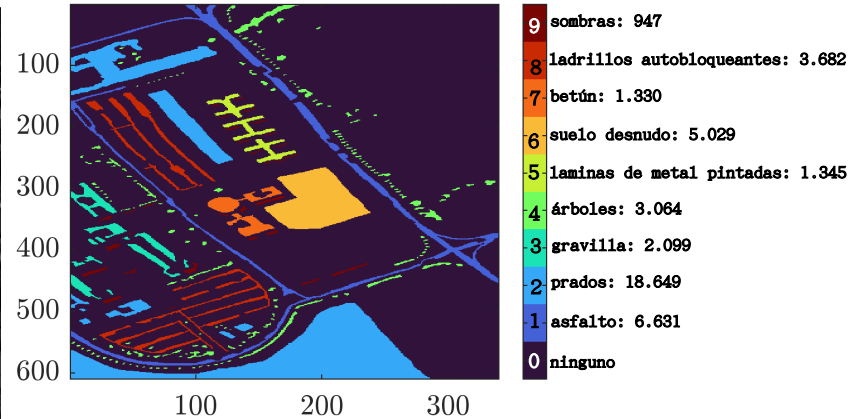 100
200
300
400
500
600
100 200 300
9 sombras: 947
8 ladrillos autobloqueantes: 3.682
7 betún: 1.330
6 suelo desnudo: 5.029
5 laminas de metal pintadas: 1.345
4 árboles: 3.064
3 gravilla: 2.099
2 prados: 18.649
1 asfalto: 6.631
0 ninguno